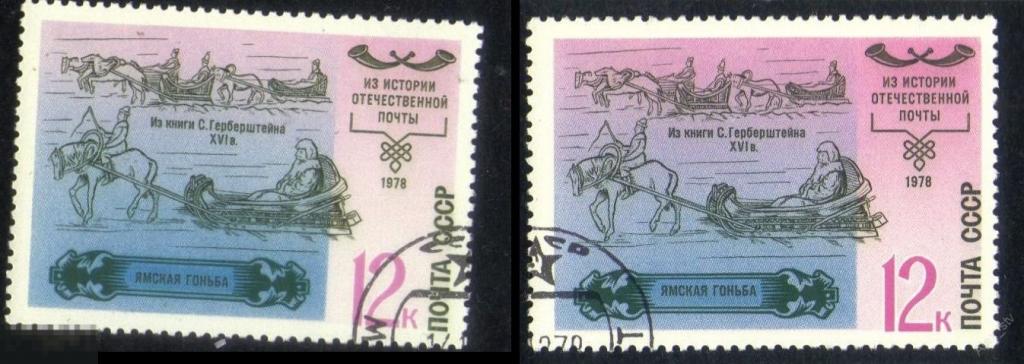 ИЗ ИСТОРИИ
ОТЕЧЕСТВЕННОЙ
ПОЧТЫ
Из книги С.Герберштейна
XVI в.
1978
ЯМСКАЯ ГОНЬБА
12к
ПОЧТА СССР
ИЗ ИСТОРИИ
ОТЕЧЕСТВЕННОЙ
ПОЧТЫ
Из книги С.Герберштейна
XVI в.
1978
ЯМСКАЯ ГОНЬБА
12к
ПОЧТА СССР